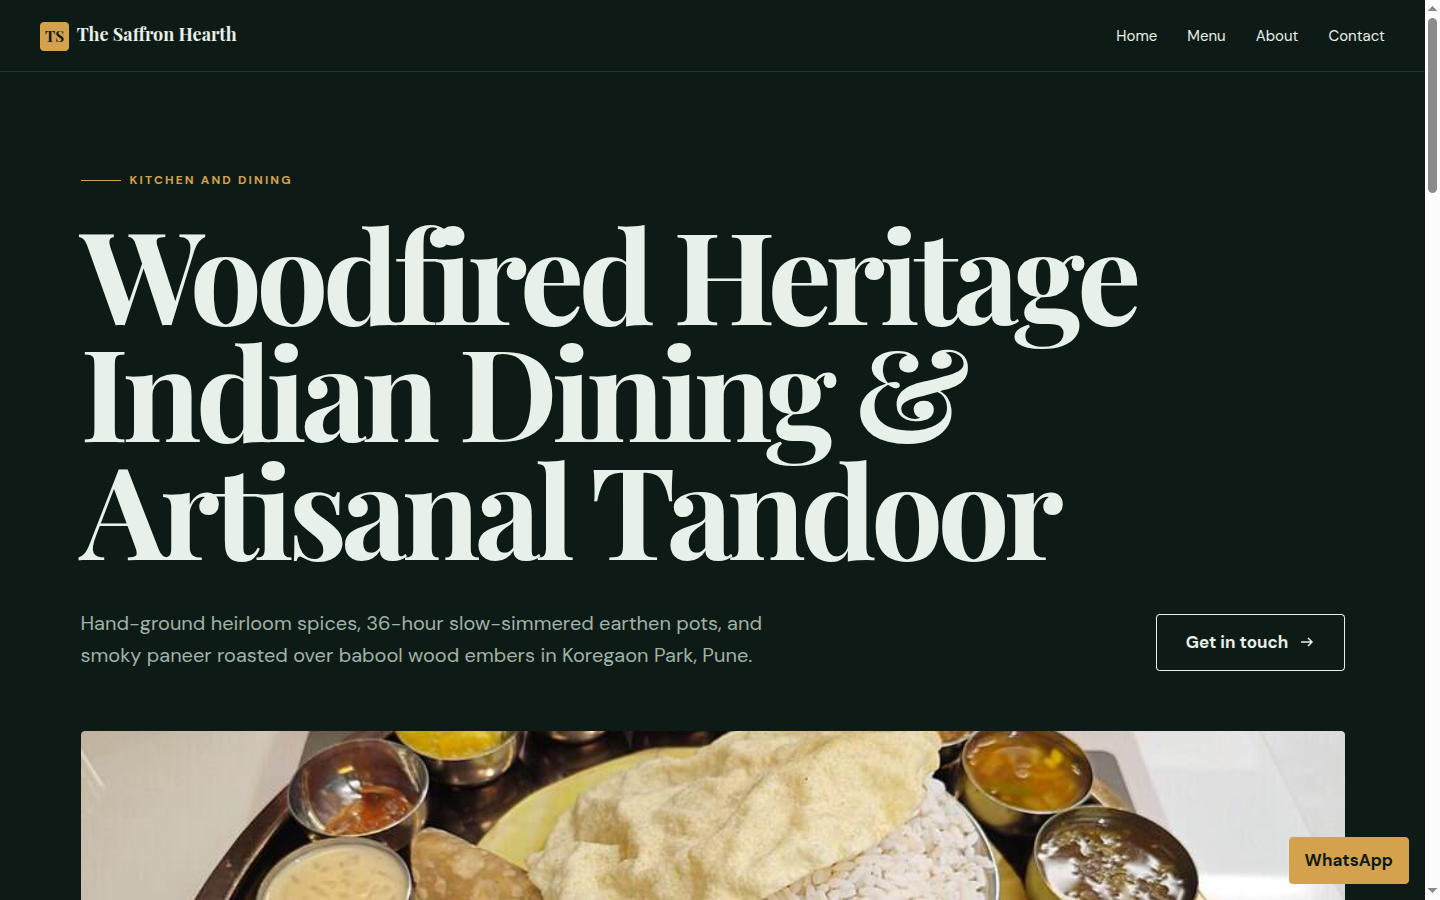 TS The Saffron Hearth
Home Menu About Contact
KITCHEN AND DINING
Woodfired Heritage
Indian Dining &
Artisanal Tandoor
Hand-ground heirloom spices, 36-hour slow-simmered earthen pots, and
smoky paneer roasted over babool wood embers in Koregaon Park, Pune.
Get in touch →
WhatsApp